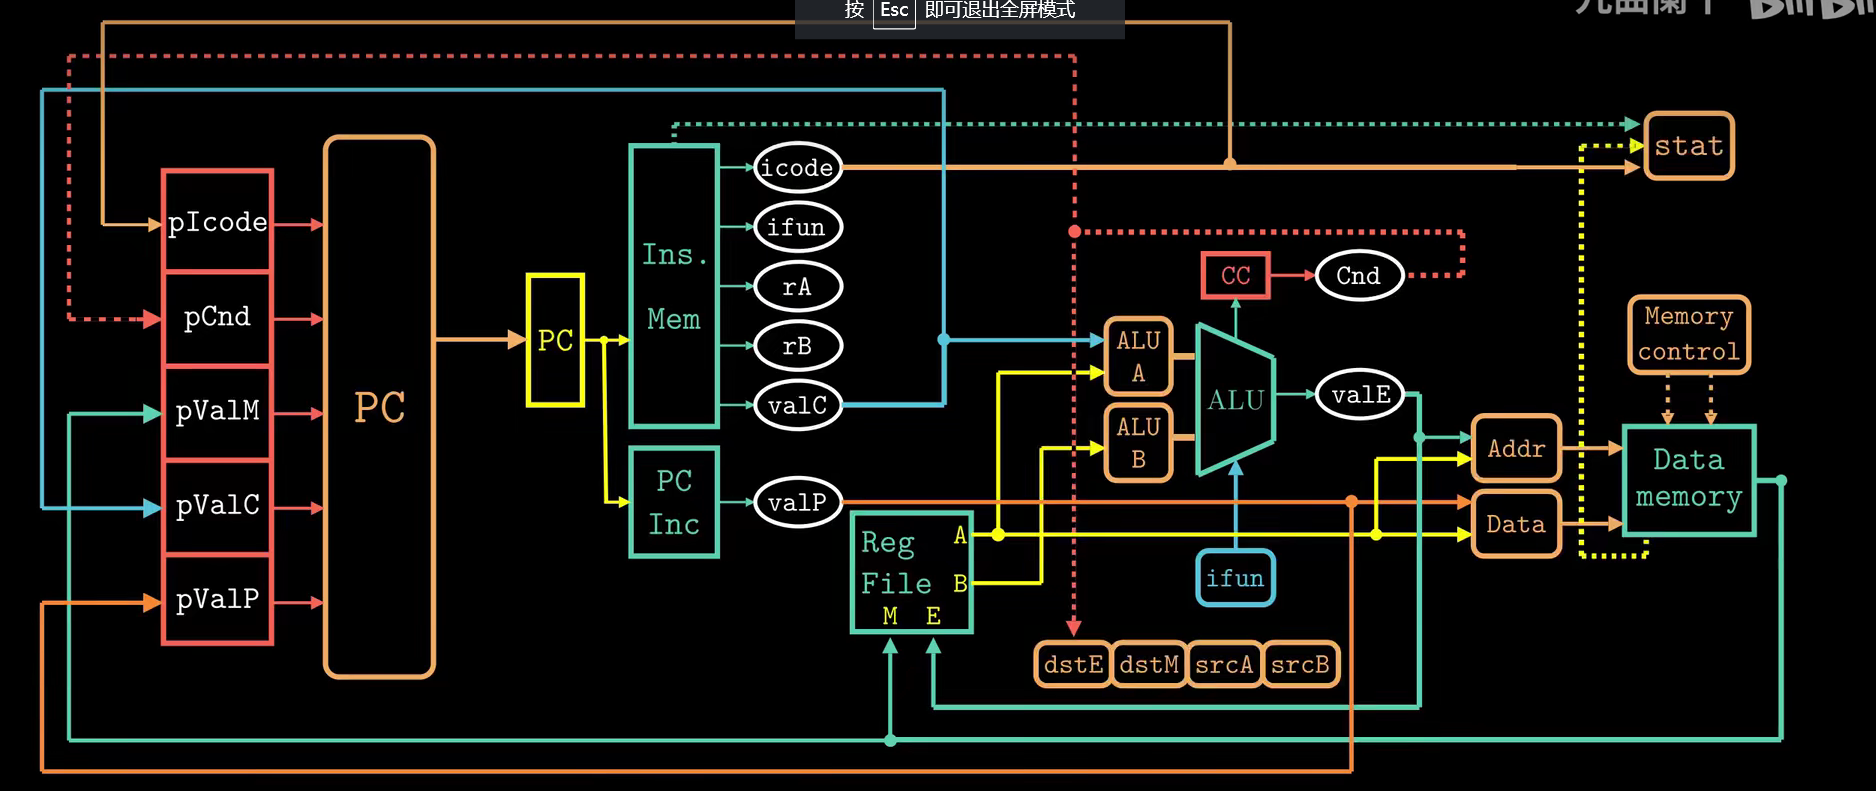 按 Esc 即可退出全屏模式
stat
icode
pIcode
ifun
Ins.
CC
Cnd
rA
pCnd
Mem
Memory
control
PC
rB
ALU
A
valE
ALU
PC
pValM
valC
ALU
B
Addr
Data
memory
PC
Inc
valP
pValC
Data
Reg
File
A
B
M
E
ifun
pValP
dstE
dstM
srcA
srcB